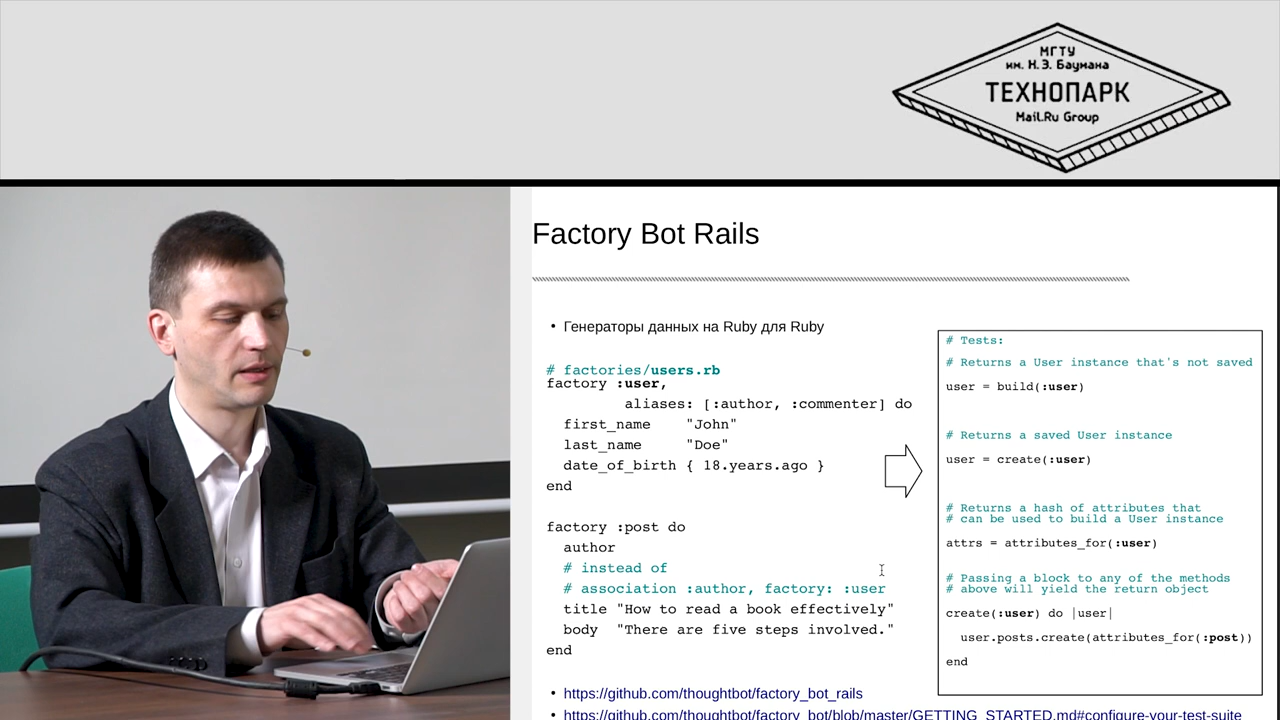 МГТУ
им. Н.Э. Баумана
ТЕХНОПАРК
Mail.Ru Group
Factory Bot Rails
• Генераторы данных на Ruby для Ruby
# factories/users.rb
factory :user,
aliases: [:author, :commenter] do
first_name "John"
last_name "Doe"
date_of_birth { 18.years.ago }
end
factory :post do
author
# instead of
# association :author, factory: :user
title "How to read a book effectively"
body "There are five steps involved."
end
# Tests:
# Returns a User instance that's not saved
user = build(:user)
# Returns a saved User instance
user = create(:user)
# Returns a hash of attributes that
# can be used to build a User instance
attrs = attributes_for(:user)
# Passing a block to any of the methods
# above will yield the return object
create(:user) do |user|
user.posts.create(attributes_for(:post))
end
• https://github.com/thoughtbot/factory_bot_rails
• https://github.com/thoughtbot/factory_bot/blob/master/GETTING_STARTED.md#configure-your-test-suite